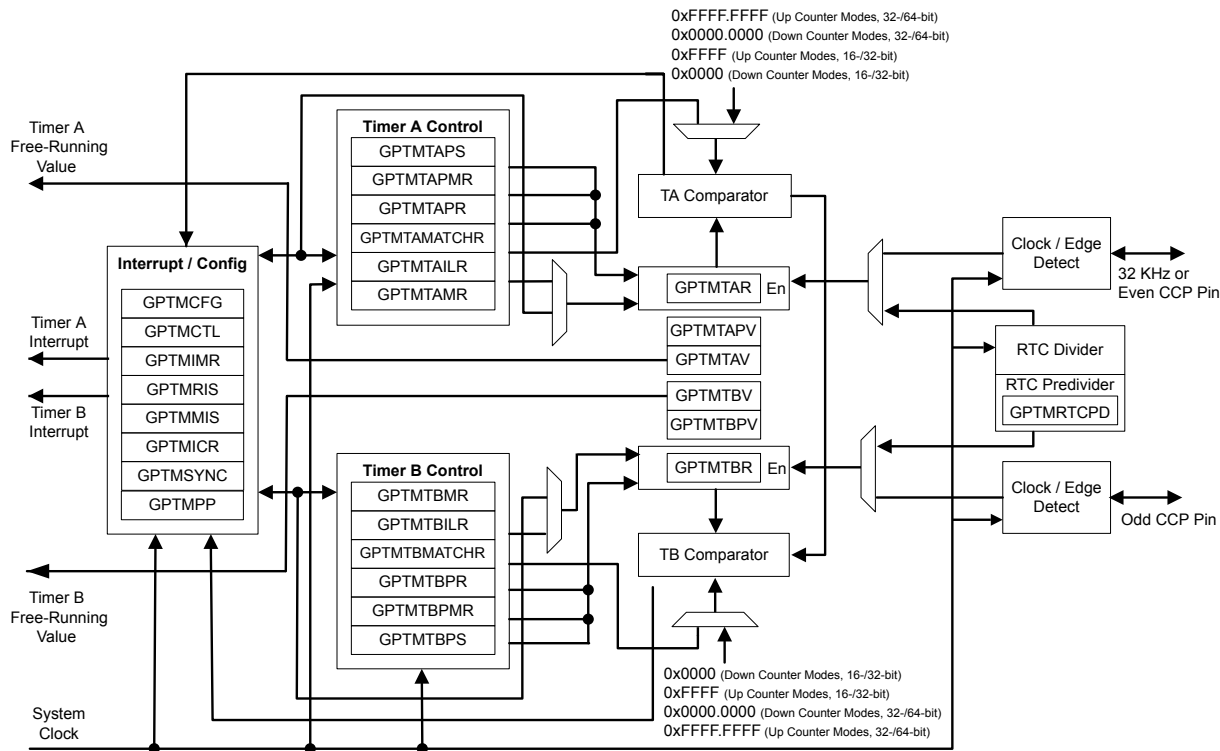 0xFFFF.FFFF (Up Counter Modes, 32-/64-bit)
0x0000.0000 (Down Counter Modes, 32-/64-bit)
0xFFFF (Up Counter Modes, 16-/32-bit)
0x0000 (Down Counter Modes, 16-/32-bit)
Timer A
Free-Running
Value
Timer A Control
GPTMTAPS
GPTMTAPMR
GPTMTAPR
GPTMTAMATCHR
GPTMTAILR
GPTMTAMR
TA Comparator
GPTMTAR
En
Clock / Edge
Detect
32 KHz or
Even CCP Pin
Interrupt / Config
GPTMCFG
GPTMCTL
GPTMIMR
GPTMRIS
GPTMMIS
GPTMICR
GPTMSYNC
GPTMPP
Timer A
Interrupt
Timer B
Interrupt
GPTMTAPV
GPTMTAV
GPTMTBV
GPTMTBPV
RTC Divider
RTC Predivider
GPTMRTCPD
Timer B Control
GPTMTBMR
GPTMTBILR
GPTMTBMATCHR
GPTMTBPR
GPTMTBPMR
GPTMTBPS
GPTMTBR
En
TB Comparator
Clock / Edge
Detect
Odd CCP Pin
Timer B
Free-Running
Value
0x0000 (Down Counter Modes, 16-/32-bit)
0xFFFF (Up Counter Modes, 16-/32-bit)
0x0000.0000 (Down Counter Modes, 32-/64-bit)
0xFFFF.FFFF (Up Counter Modes, 32-/64-bit)
System
Clock